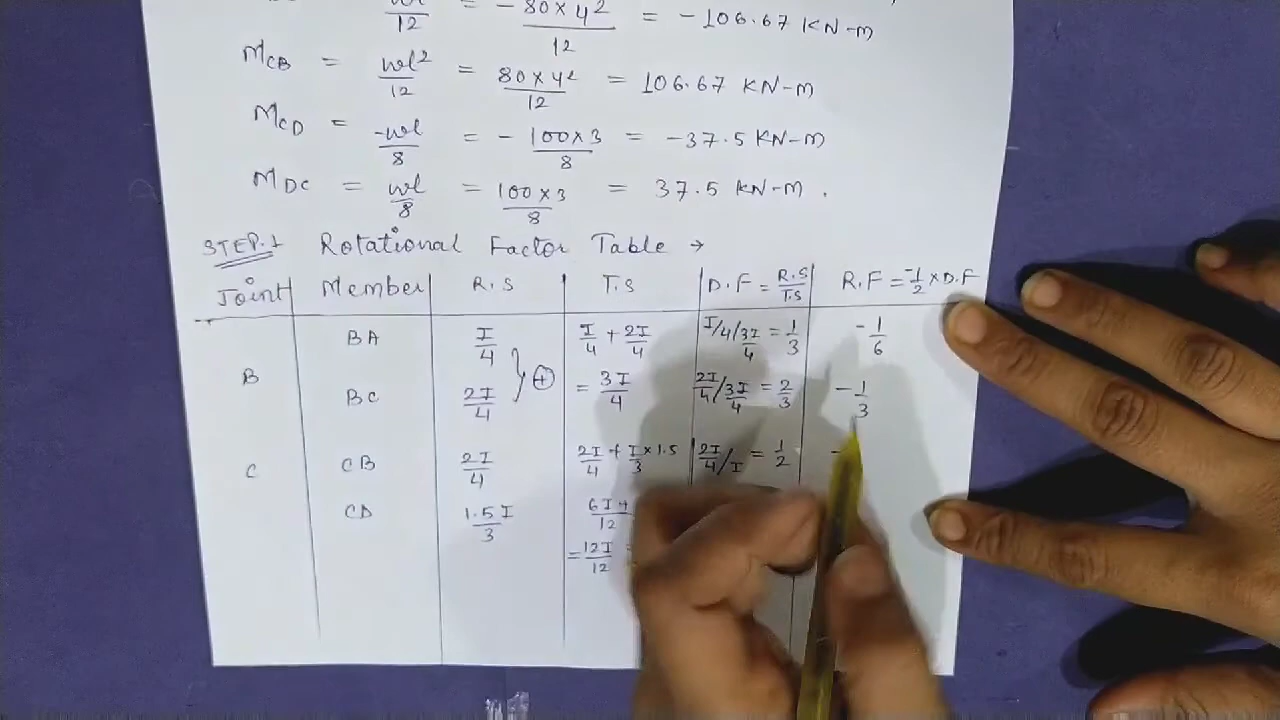 wl²/12 = -80×4²/12 = -106.67 KN-m
MCB = wl²/12 = 80×4²/12 = 106.67 KN-m
MCD = -wl/8 = -100×3/8 = -37.5 KN-m
MDC = wl/8 = 100×3/8 = 37.5 KN-m.
STEP.1 Rotational Factor Table →
Joint Member R.S T.S D.F = R.S/T.S R.F = -1/2 × D.F
BA I/4 I/4 + 2I/4 I/4/3I/4 = 1/3 -1/6
B ⊕
BC 2I/4 = 3I/4 2I/4/3I/4 = 2/3 -1/3
C CB 2I/4 2I/4 + I/3×1.5 2I/4/I = 1/2 -
CD 1.5I/3 6I+/12
=12I/12